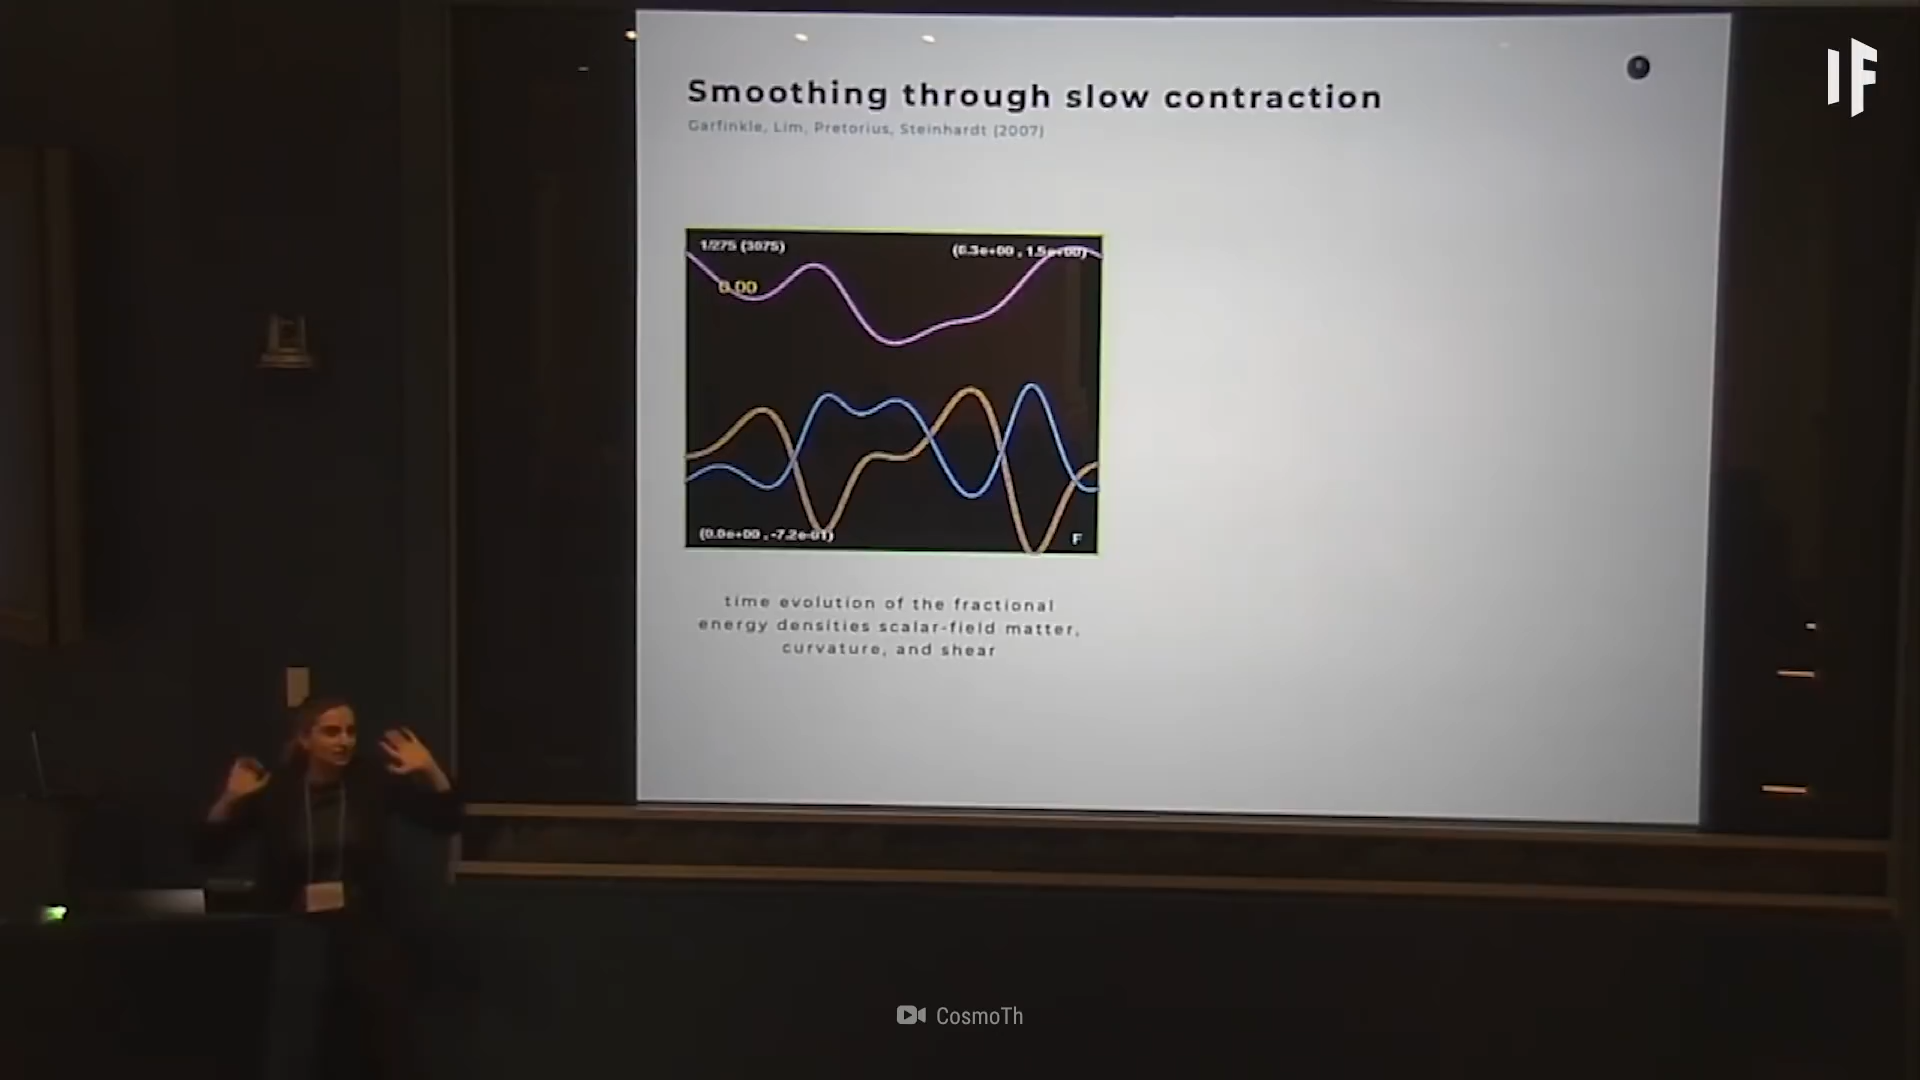 IF
Smoothing through slow contraction
Garfinkle, Lim, Pretorius, Steinhardt (2007)
1/275 (3075)
(6.3e+00 , 1.5e+00)
0.00
(0.0e+00 , -7.2e-01)
F
time evolution of the fractional
energy densities scalar-field matter,
curvature, and shear
CosmoTh